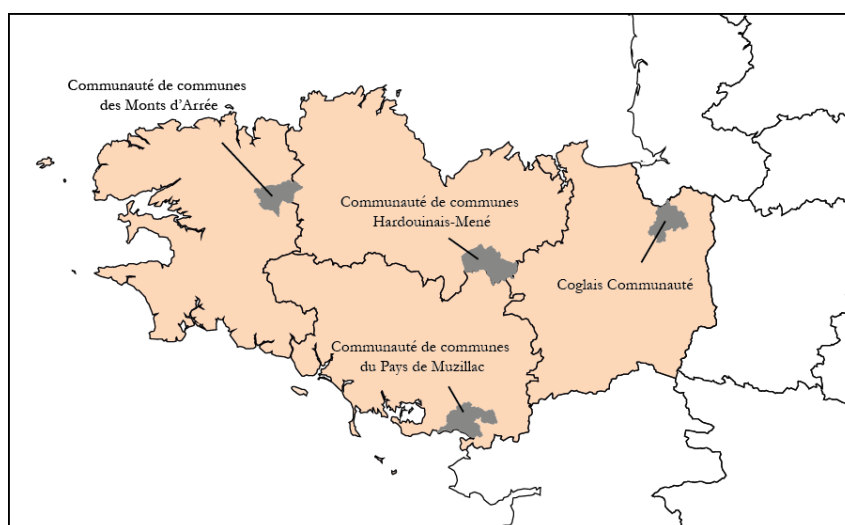 Communauté de communes
des Monts d'Arrée
Communauté de communes
Hardouinais-Mené
Coglais Communauté
Communauté de communes
du Pays de Muzillac